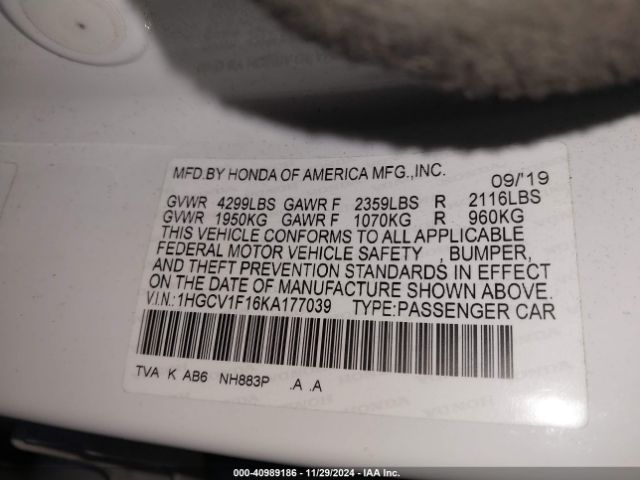 MFD.BY HONDA OF AMERICA MFG.,INC. 09/'19
GVWR 4299LBS GAWR F 2359LBS R 2116LBS
GVWR 1950KG GAWR F 1070KG R 960KG
THIS VEHICLE CONFORMS TO ALL APPLICABLE
FEDERAL MOTOR VEHICLE SAFETY , BUMPER,
AND THEFT PREVENTION STANDARDS IN EFFECT
ON THE DATE OF MANUFACTURE SHOWN ABOVE.
V.I.N.:1HGCV1F16KA177039 TYPE:PASSENGER CAR
TVA K AB6 NH883P .A .A
000-40989186 - 11/29/2024 - IAA Inc.